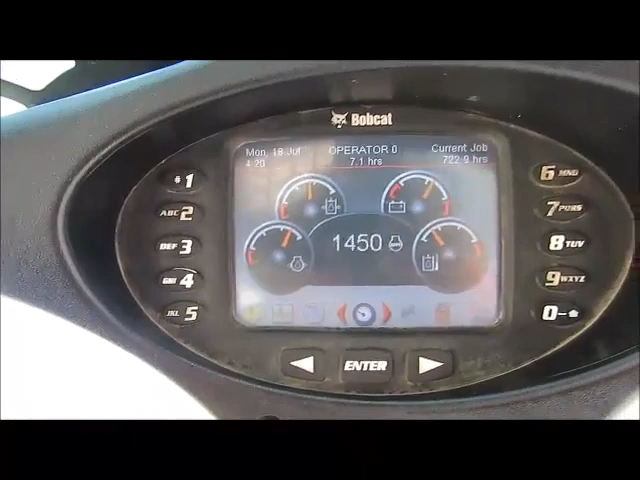 Bobcat
Mon, 18 Jul OPERATOR 0 Current Job
4:20 7.1 hrs 722.9 hrs
1450
1 6 MNO
ABC 2 7 PQRS
DEF 3 8 TUV
GHI 4 9 WXYZ
JKL 5 0
ENTER